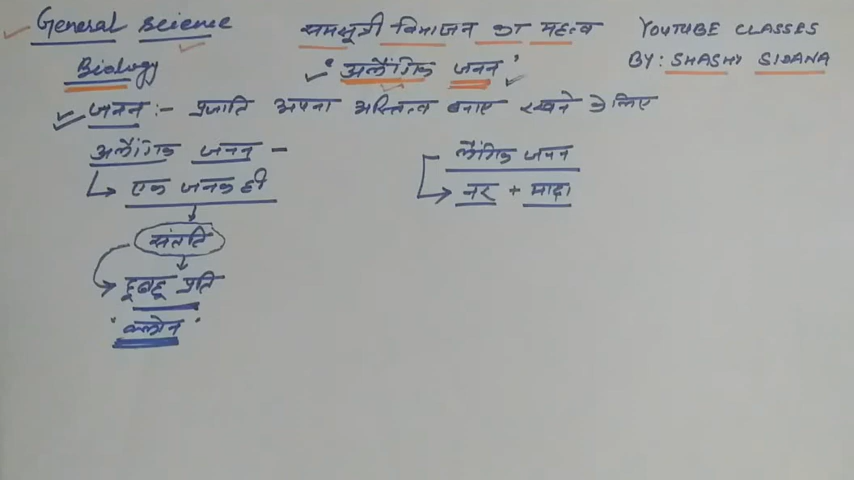 General Science
समसूत्री विभाजन का महत्व
YOUTUBE CLASSES
Biology
" अलैंगिक जनन "
BY: SHASHI SIDANA
जनन :- प्रजाति अपना अस्तित्व बनाए रखने के लिए
अलैंगिक जनन -
एक जनक ही
संतति
हूबहू प्रति
" क्लोन "
लैंगिक जनन
नर + मादा